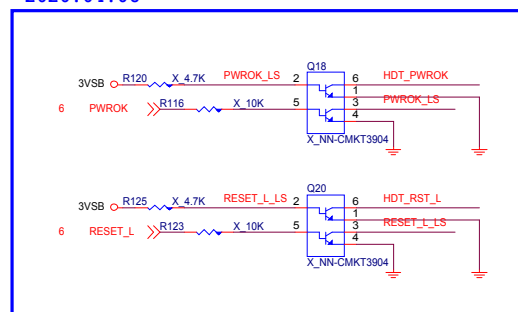 Q18
3VSB R120 X_4.7K PWROK_LS 2 6 HDT_PWROK
1
6 PWROK R116 X_10K 5 3 PWROK_LS
4
X_NN-CMKT3904
Q20
3VSB R125 X_4.7K RESET_L_LS 2 6 HDT_RST_L
1
6 RESET_L R123 X_10K 5 3 RESET_L_LS
4
X_NN-CMKT3904